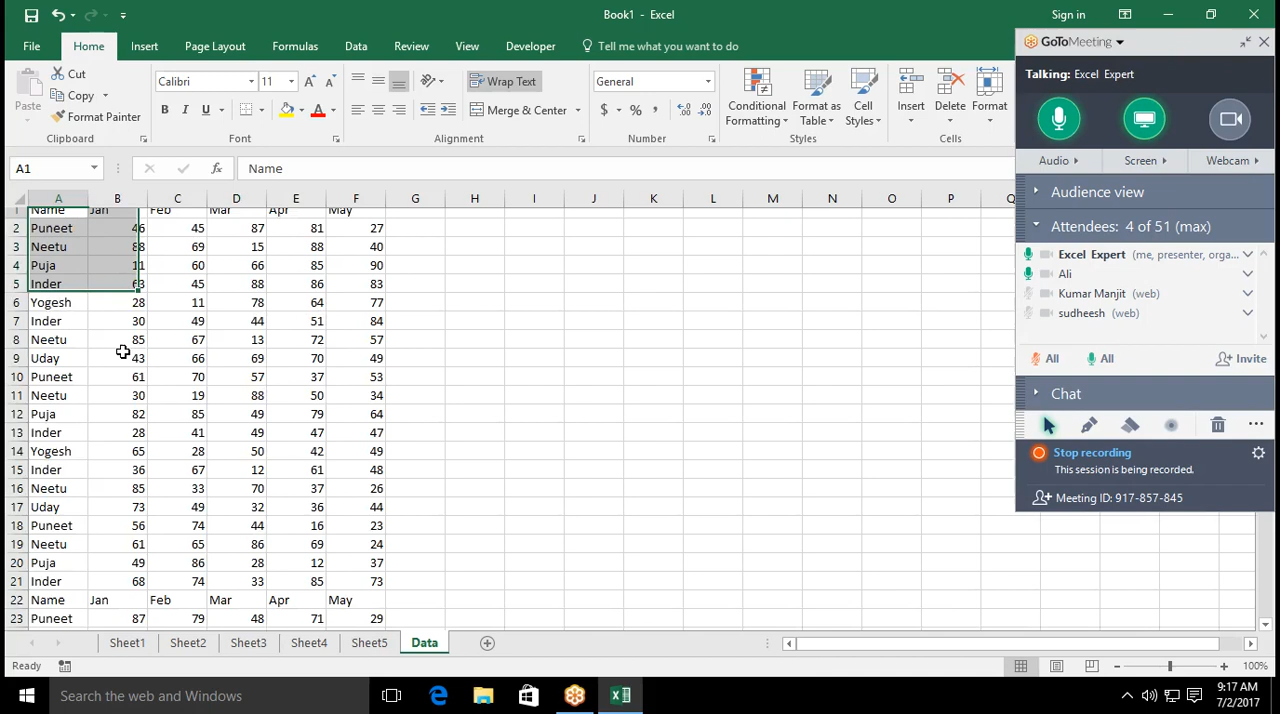 Book1 - Excel
Sign in
File Home Insert Page Layout Formulas Data Review View Developer Tell me what you want to do
Paste
Cut
Copy
Format Painter
Calibri 11
B I U
Wrap Text
Merge & Center
General
$ % ,
Conditional Formatting
Format as Table
Cell Styles
Insert
Delete
Format
Clipboard Font Alignment Number Styles Cells
A1 fx Name
A B C D E F G H I J K L M N O P Q
1 Name Jan Feb Mar Apr May
2 Puneet 46 45 87 81 27
3 Neetu 88 69 15 88 40
4 Puja 11 60 66 85 90
5 Inder 63 45 88 86 83
6 Yogesh 28 11 78 64 77
7 Inder 30 49 44 51 84
8 Neetu 85 67 13 72 57
9 Uday 43 66 69 70 49
10 Puneet 61 70 57 37 53
11 Neetu 30 19 88 50 34
12 Puja 82 85 49 79 64
13 Inder 28 41 49 47 47
14 Yogesh 65 28 50 42 49
15 Inder 36 67 12 61 48
16 Neetu 85 33 70 37 26
17 Uday 73 49 32 36 44
18 Puneet 56 74 44 16 23
19 Neetu 61 65 86 69 24
20 Puja 49 86 28 12 37
21 Inder 68 74 33 85 73
22 Name Jan Feb Mar Apr May
23 Puneet 87 79 48 71 29
Sheet1 Sheet2 Sheet3 Sheet4 Sheet5 Data
Ready
100%
GoToMeeting
Talking: Excel Expert
Audio Screen Webcam
Audience view
Attendees: 4 of 51 (max)
Excel Expert (me, presenter, orga...
Ali
Kumar Manjit (web)
sudheesh (web)
All All Invite
Chat
Stop recording
This session is being recorded.
Meeting ID: 917-857-845
Search the web and Windows
9:17 AM
7/2/2017